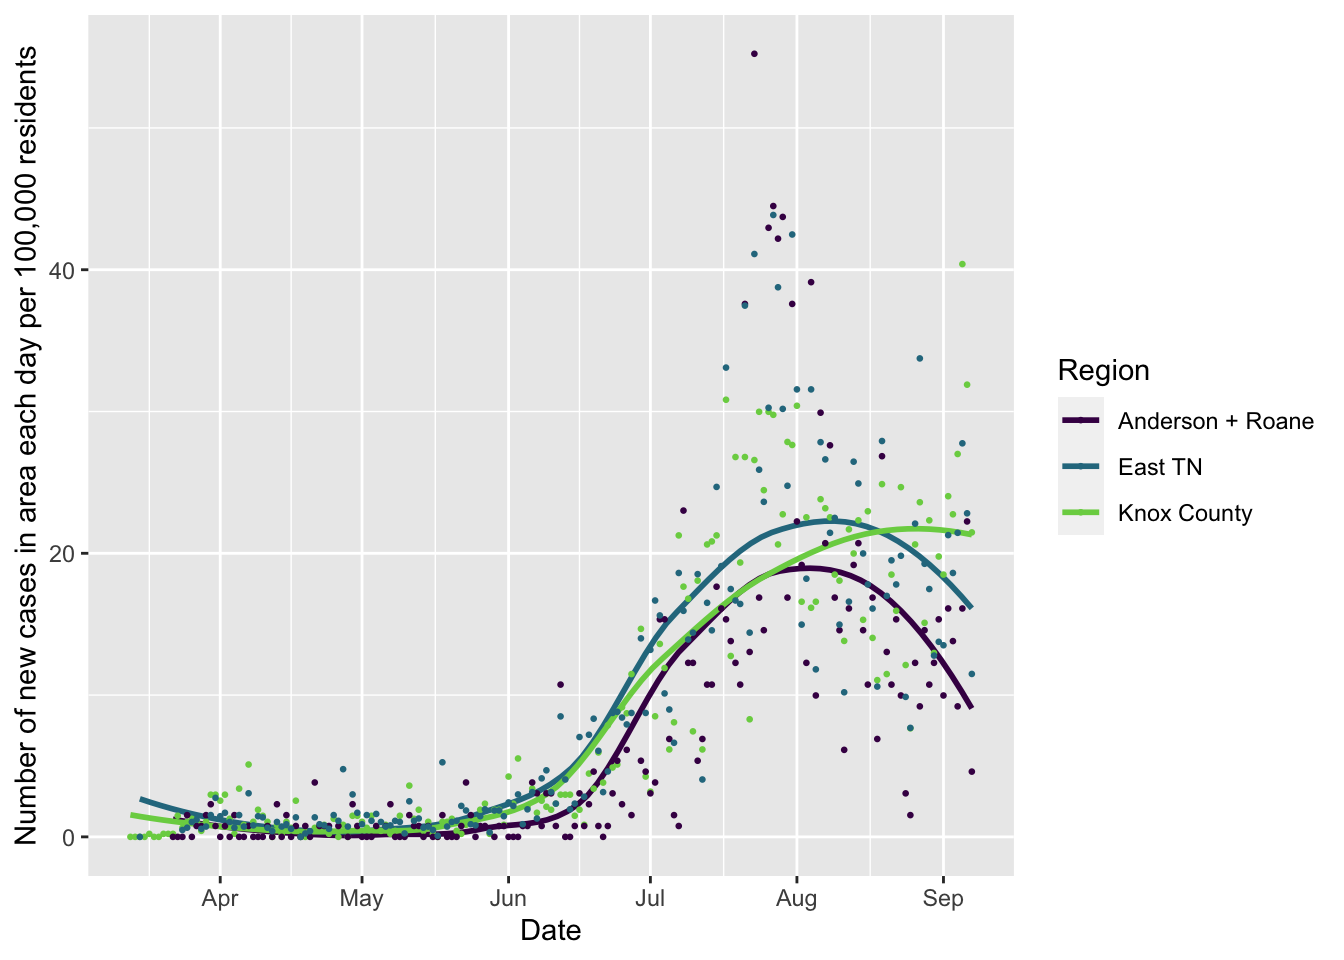 Number of new cases in area each day per 100,000 residents
40
20
0
Apr May Jun Jul Aug Sep
Date
Region
Anderson + Roane
East TN
Knox County